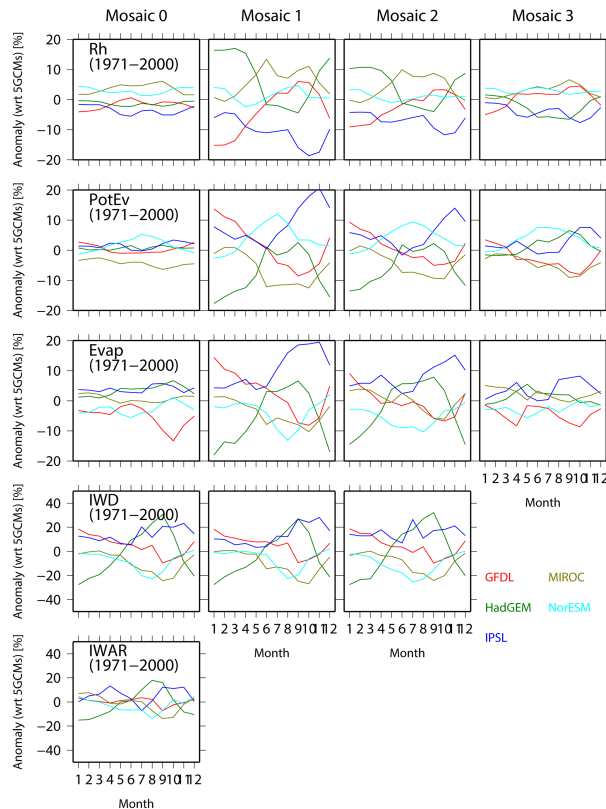 Mosaic 0 Mosaic 1 Mosaic 2 Mosaic 3
Anomaly (wrt 5GCMs) [%]
20
10
0
−10
−20
Rh
(1971−2000)
Anomaly (wrt 5GCMs) [%]
20
10
0
−10
−20
PotEv
(1971−2000)
Anomaly (wrt 5GCMs) [%]
20
10
0
−10
−20
Evap
(1971−2000)
1 2 3 4 5 6 7 8 9 10 11 12
Month
Anomaly (wrt 5GCMs) [%]
40
20
0
−20
−40
IWD
(1971−2000)
1 2 3 4 5 6 7 8 9 10 11 12
Month
1 2 3 4 5 6 7 8 9 10 11 12
Month
GFDL MIROC
HadGEM NorESM
IPSL
Anomaly (wrt 5GCMs) [%]
40
20
0
−20
−40
IWAR
(1971−2000)
1 2 3 4 5 6 7 8 9 10 11 12
Month